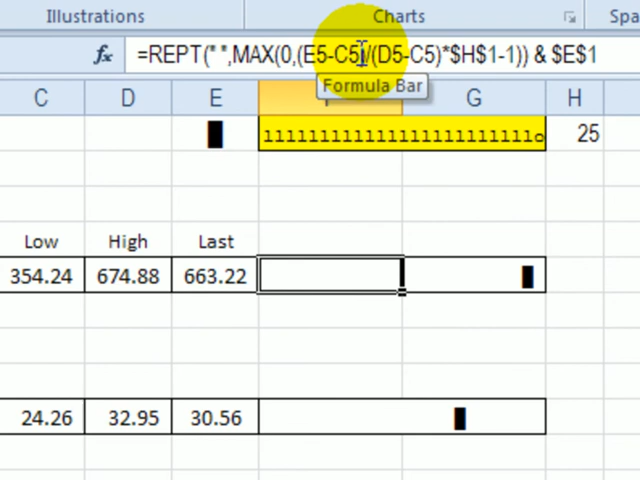 Illustrations Charts Spa
fx =REPT(" ",MAX(0,(E5-C5)/(D5-C5)*$H$1-1)) & $E$1
Formula Bar
C D E F G H
█ lllllllllllllllllllllllllo 25
Low High Last
354.24 674.88 663.22 █
24.26 32.95 30.56 █